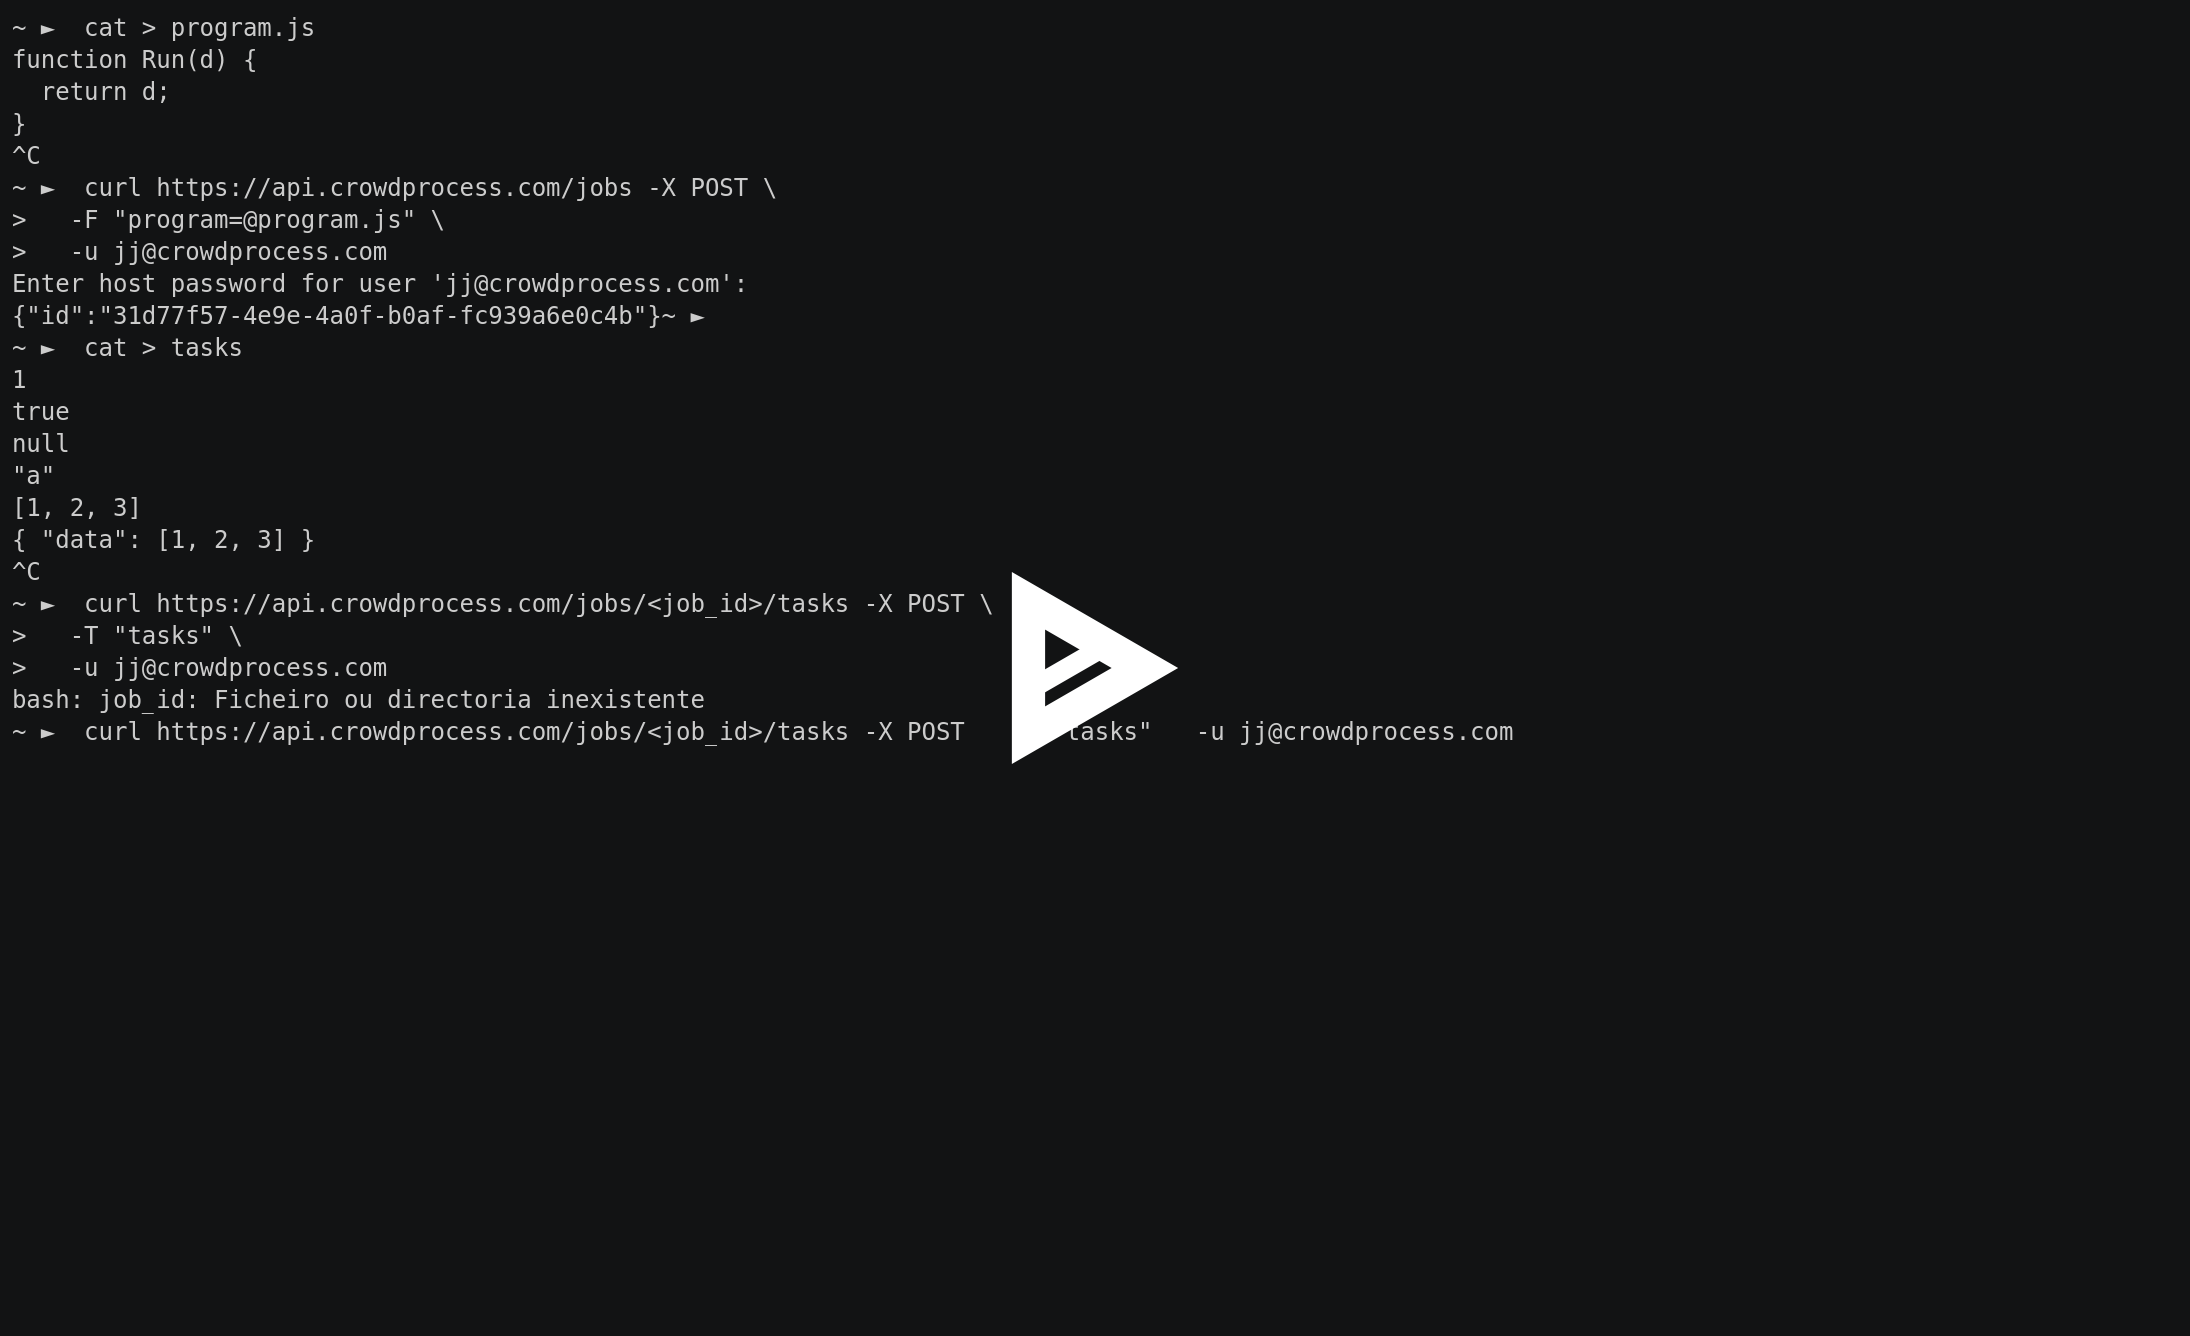 ~ ►  cat > program.js
function Run(d) {
  return d;
}
^C
~ ►  curl https://api.crowdprocess.com/jobs -X POST \
>   -F "program=@program.js" \
>   -u jj@crowdprocess.com
Enter host password for user 'jj@crowdprocess.com':
{"id":"31d77f57-4e9e-4a0f-b0af-fc939a6e0c4b"}~ ►
~ ►  cat > tasks
1
true
null
"a"
[1, 2, 3]
{ "data": [1, 2, 3] }
^C
~ ►  curl https://api.crowdprocess.com/jobs/<job_id>/tasks -X POST \
>   -T "tasks" \
>   -u jj@crowdprocess.com
bash: job_id: Ficheiro ou directoria inexistente
~ ►  curl https://api.crowdprocess.com/jobs/<job_id>/tasks -X POST      tasks"   -u jj@crowdprocess.com